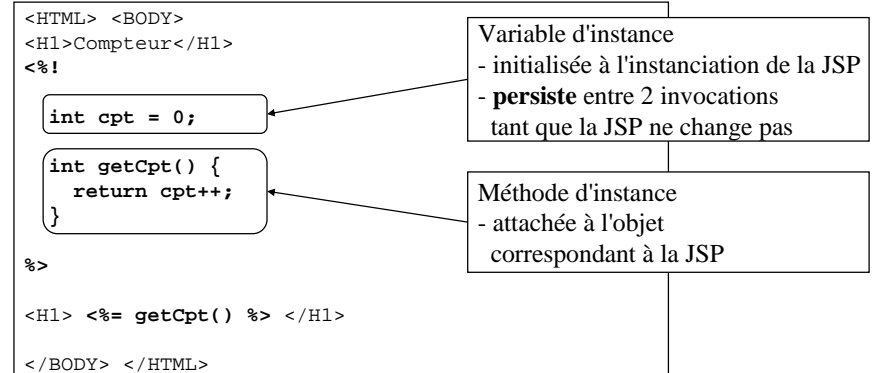 <HTML> <BODY>
<H1>Compteur</H1>
<%!
int cpt = 0;
int getCpt() {
return cpt++;
}
%>
<H1> <%= getCpt() %> </H1>
</BODY> </HTML>
Variable d'instance
- initialisée à l'instanciation de la JSP
- persiste entre 2 invocations
tant que la JSP ne change pas
Méthode d'instance
- attachée à l'objet
correspondant à la JSP